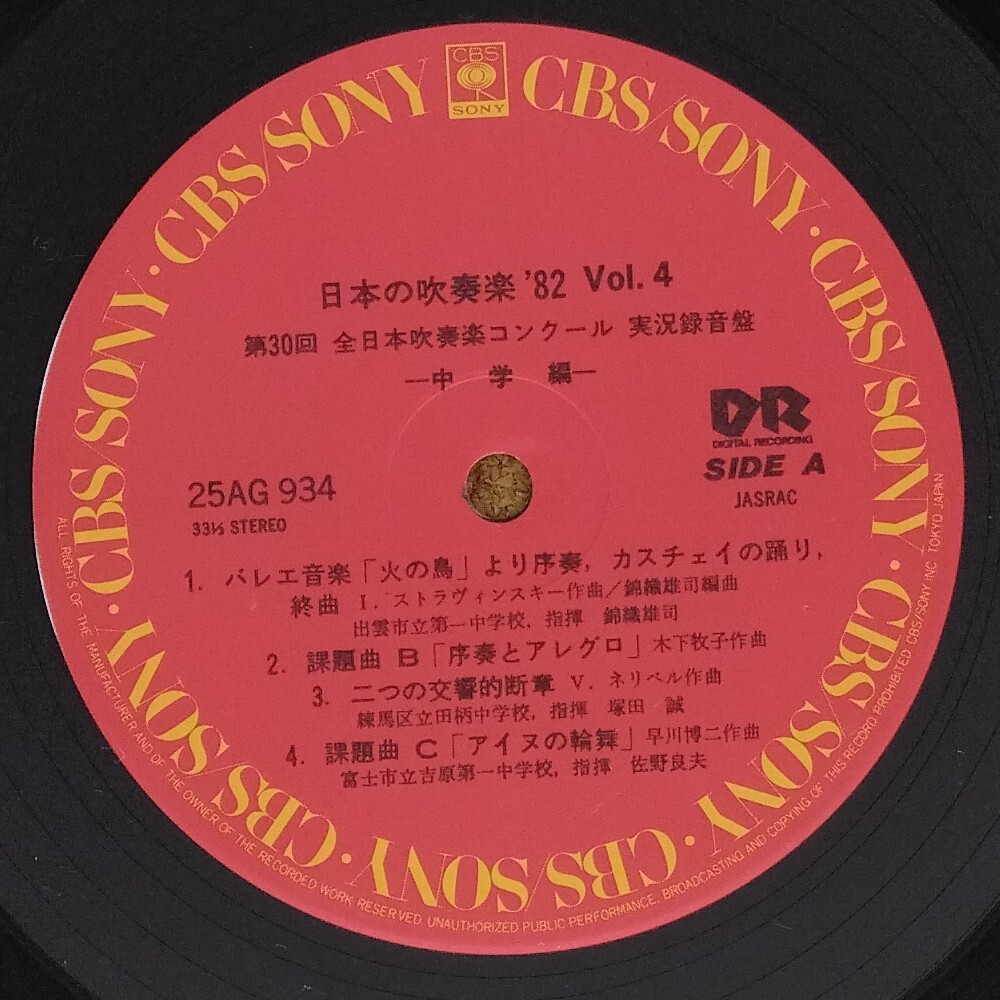 CBS
SONY
CBS/SONY · CBS/SONY · CBS/SONY · CBS/SONY · CBS/SONY · CBS/SONY · CBS/SONY · CBS/SONY · CBS/SONY
日本の吹奏楽 '82 Vol. 4
第30回 全日本吹奏楽コンクール 実況録音盤
—中 学 編—
DR
DIGITAL RECORDING
SIDE A
JASRAC
25AG 934
33⅓ STEREO
1. バレエ音楽「火の鳥」より序奏, カスチェイの踊り,
終曲 I. ストラヴィンスキー作曲/錦織雄司編曲
出雲市立第一中学校, 指揮 錦織雄司
2. 課題曲 B「序奏とアレグロ」木下牧子作曲
3. 二つの交響的断章 V. ネリベル作曲
練馬区立田柄中学校, 指揮 塚田 誠
4. 課題曲 C「アイヌの輪舞」早川博二作曲
富士市立吉原第一中学校, 指揮 佐野良夫
ALL RIGHTS OF THE MANUFACTURER AND OF THE OWNER OF THE RECORDED WORK RESERVED. UNAUTHORIZED PUBLIC PERFORMANCE, BROADCASTING AND COPYING OF THIS RECORD PROHIBITED CBS/SONY INC. TOKYO JAPAN